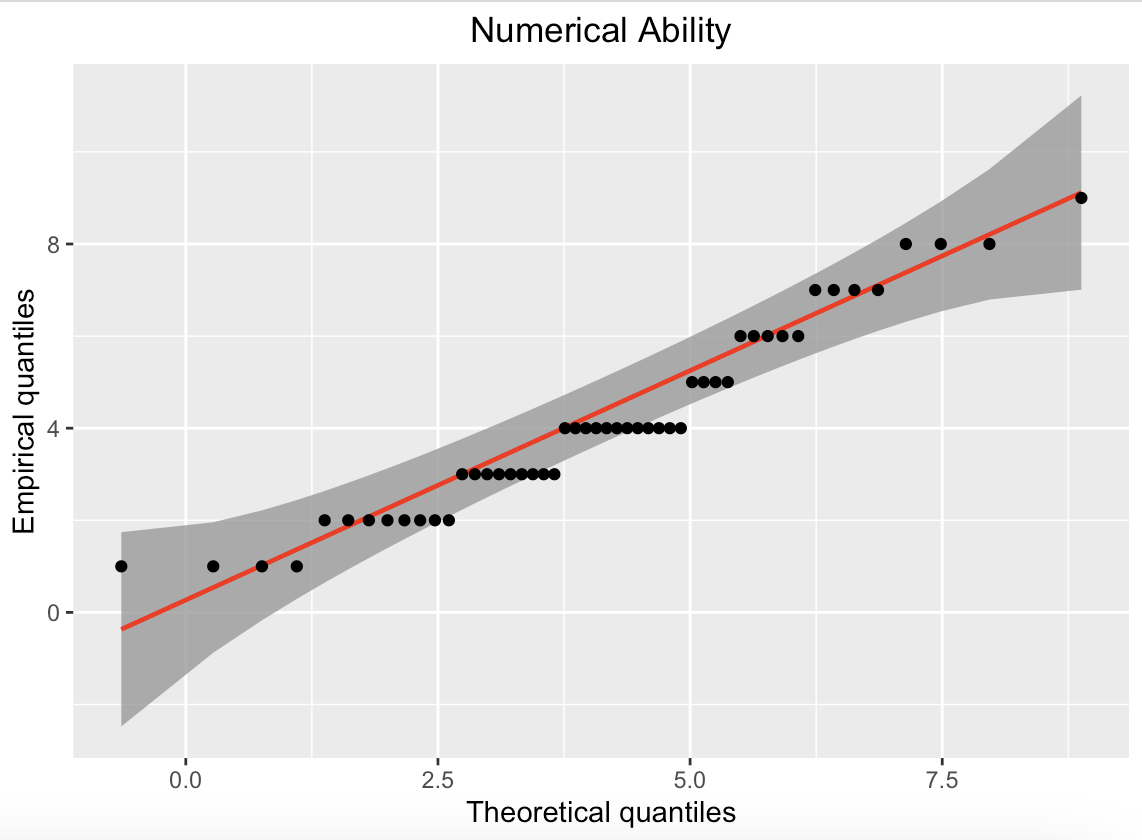 Numerical Ability
Empirical quantiles
8
4
0
0.0 2.5 5.0 7.5
Theoretical quantiles